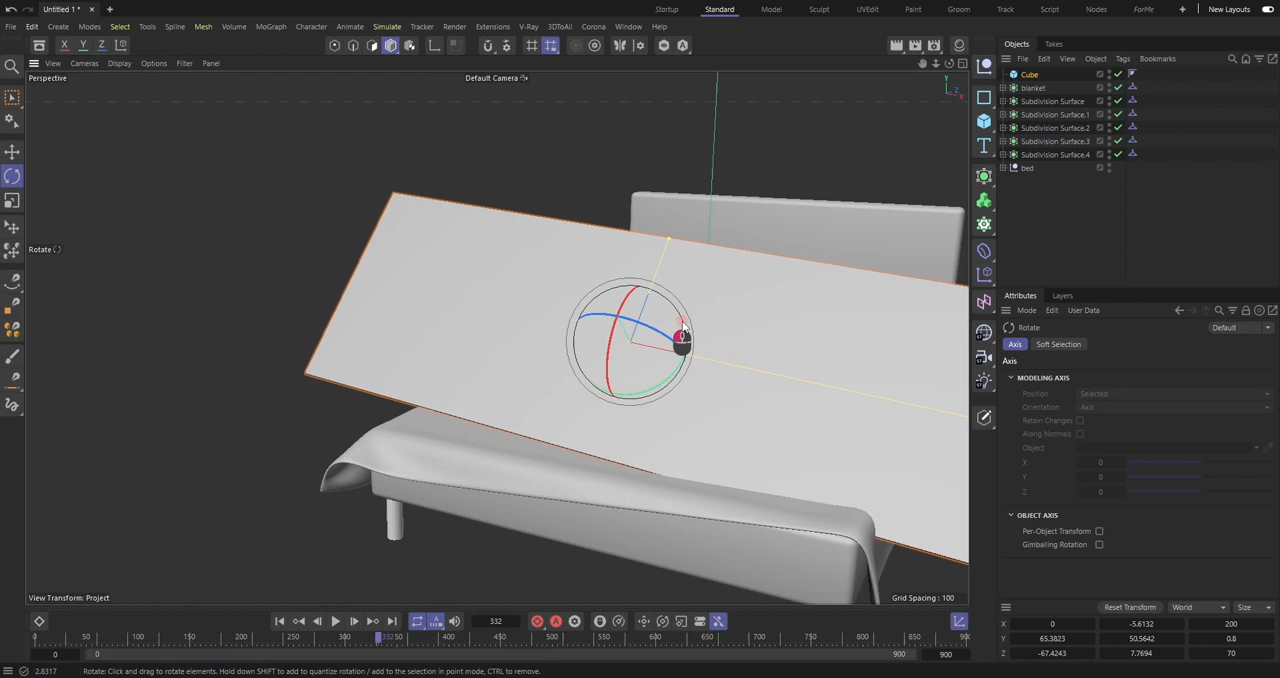 Untitled 1 *
Startup Standard Model Sculpt UVEdit Paint Groom Track Script Nodes ForMe New Layouts
File Edit Create Modes Select Tools Spline Mesh Volume MoGraph Character Animate Simulate Tracker Render Extensions V-Ray 3DToAll Corona Window Help
X Y Z
Objects Takes
View Cameras Display Options Filter Panel
File Edit View Object Tags Bookmarks
Perspective
Default Camera
Cube
blanket
Subdivision Surface
Subdivision Surface.1
Subdivision Surface.2
Subdivision Surface.3
Subdivision Surface.4
bed
Y
Z
X
Rotate
Attributes Layers
Mode Edit User Data
Rotate Default
Axis Soft Selection
Axis
MODELING AXIS
Position Selected
Orientation Axis
Retain Changes
Along Normals
Object
X 0
Y 0
Z 0
OBJECT AXIS
Per-Object Transform
Gimballing Rotation
View Transform: Project
Grid Spacing : 100
332
0 50 100 150 200 250 300 332 350 400 450 500 550 600 650 700 750 800 850 90
0 0 900 900
Reset Transform World Size
X 0 -5.6132 200
Y 65.3823 50.5642 0.8
Z -67.4243 7.7694 70
2.8317 Rotate: Click and drag to rotate elements. Hold down SHIFT to add to quantize rotation / add to the selection in point mode, CTRL to remove.